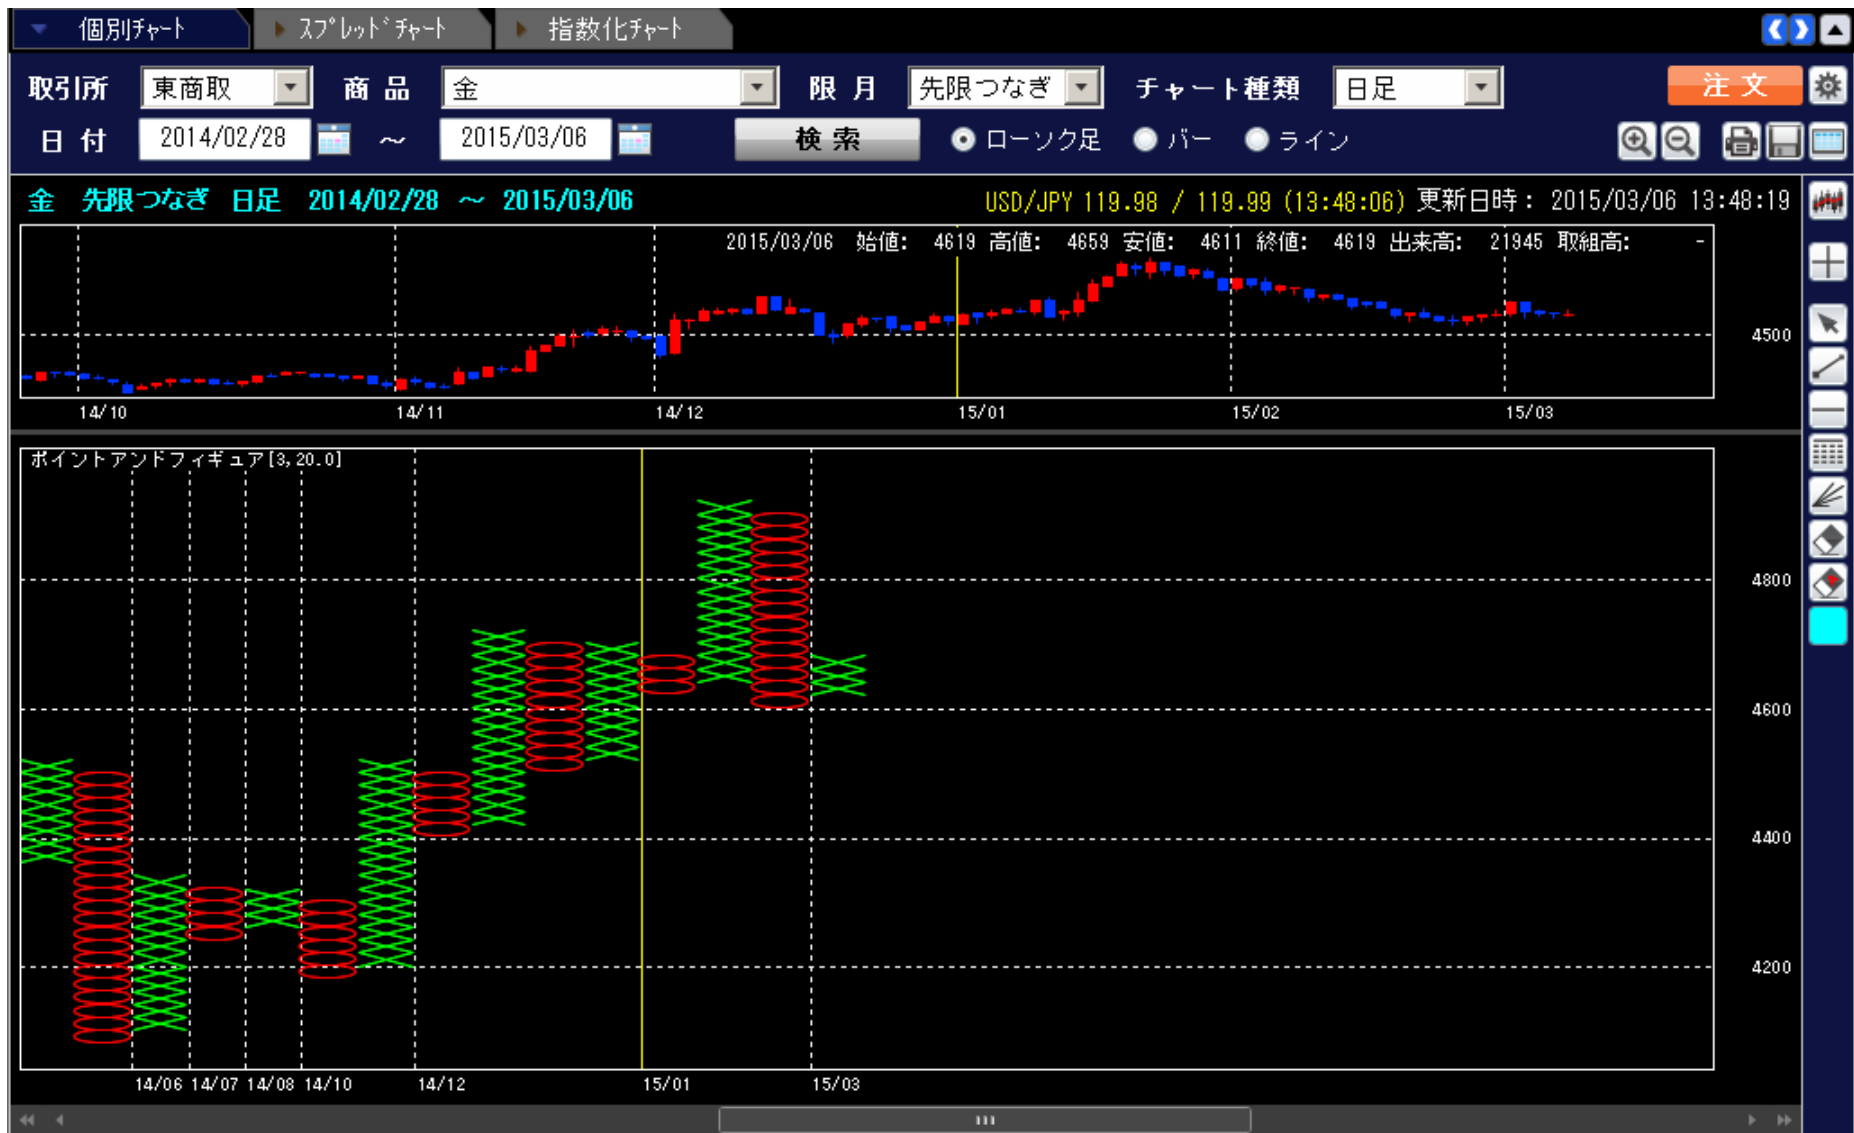 個別ﾁｬｰﾄ ｽﾌﾟﾚｯﾄﾞﾁｬｰﾄ 指数化ﾁｬｰﾄ
取引所 東商取 商品 金 限月 先限つなぎ チャート種類 日足 注文
日付 2014/02/28 ～ 2015/03/06 検索 ローソク足 バー ライン
金 先限つなぎ 日足 2014/02/28 ～ 2015/03/06 USD/JPY 119.98 / 119.99 (13:48:06) 更新日時： 2015/03/06 13:48:19
2015/03/06 始値: 4619 高値: 4659 安値: 4611 終値: 4619 出来高: 21945 取組高: -
4500
14/10 14/11 14/12 15/01 15/02 15/03
ポイントアンドフィギュア[3,20.0]
4800
4600
4400
4200
14/06 14/07 14/08 14/10 14/12 15/01 15/03